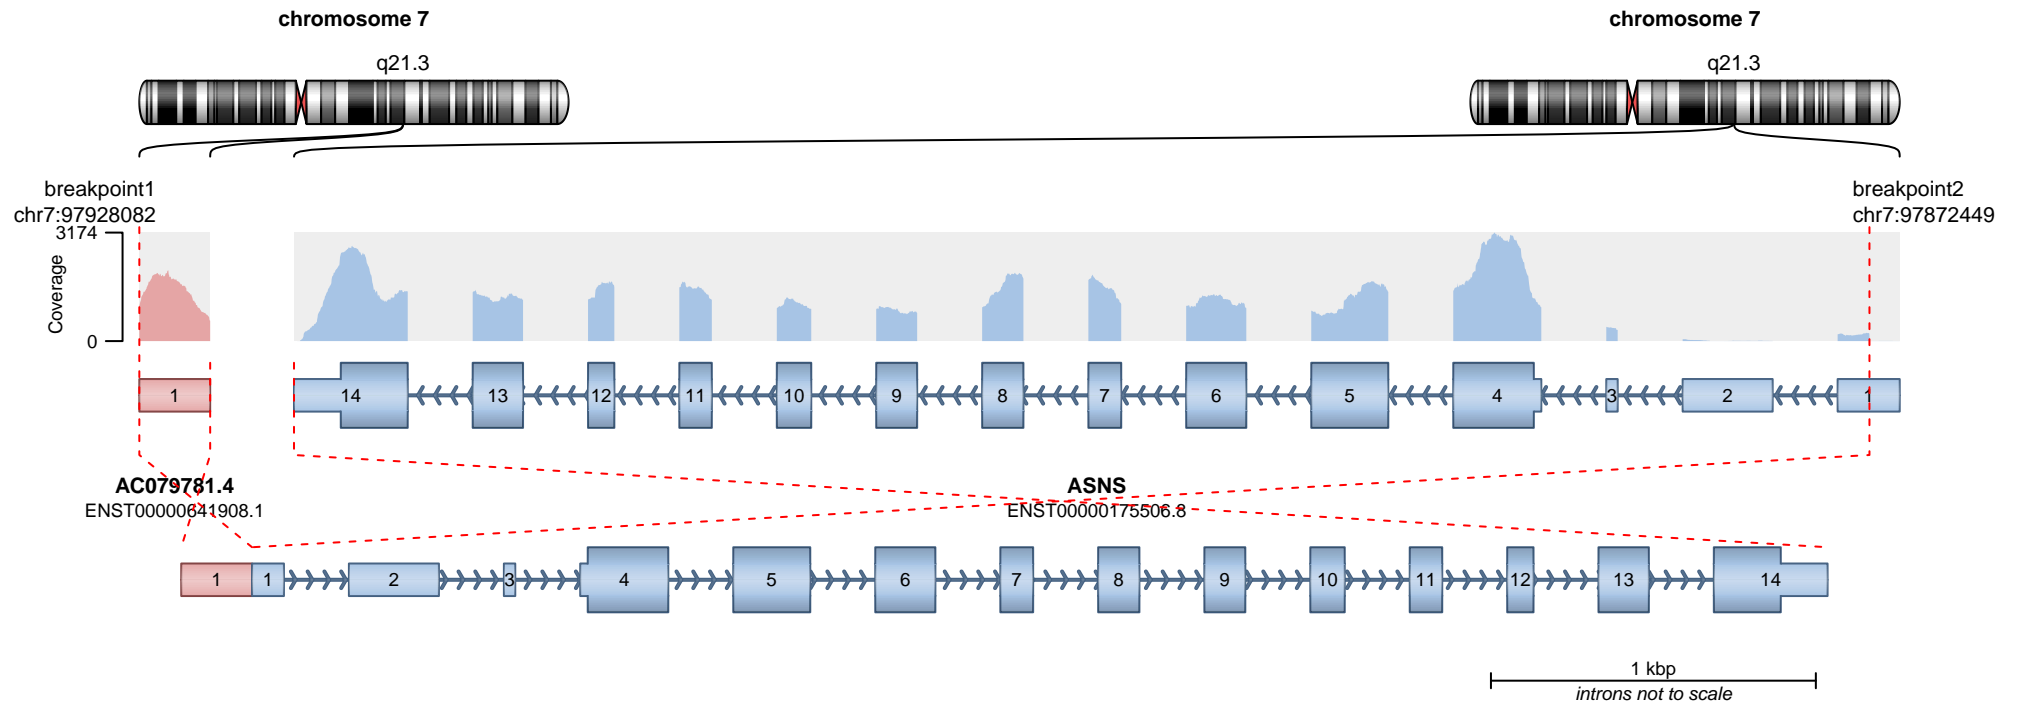 chromosome 7
chromosome 7
q21.3
q21.3
breakpoint1
chr7:97928082
breakpoint2
chr7:97872449
3174
Coverage
0
1
14
13
12
11
10
9
8
7
6
5
4
3
2
1
AC079781.4
ENST00000641908.1
ASNS
ENST00000175506.8
1
1
2
3
4
5
6
7
8
9
10
11
12
13
14
1 kbp
introns not to scale